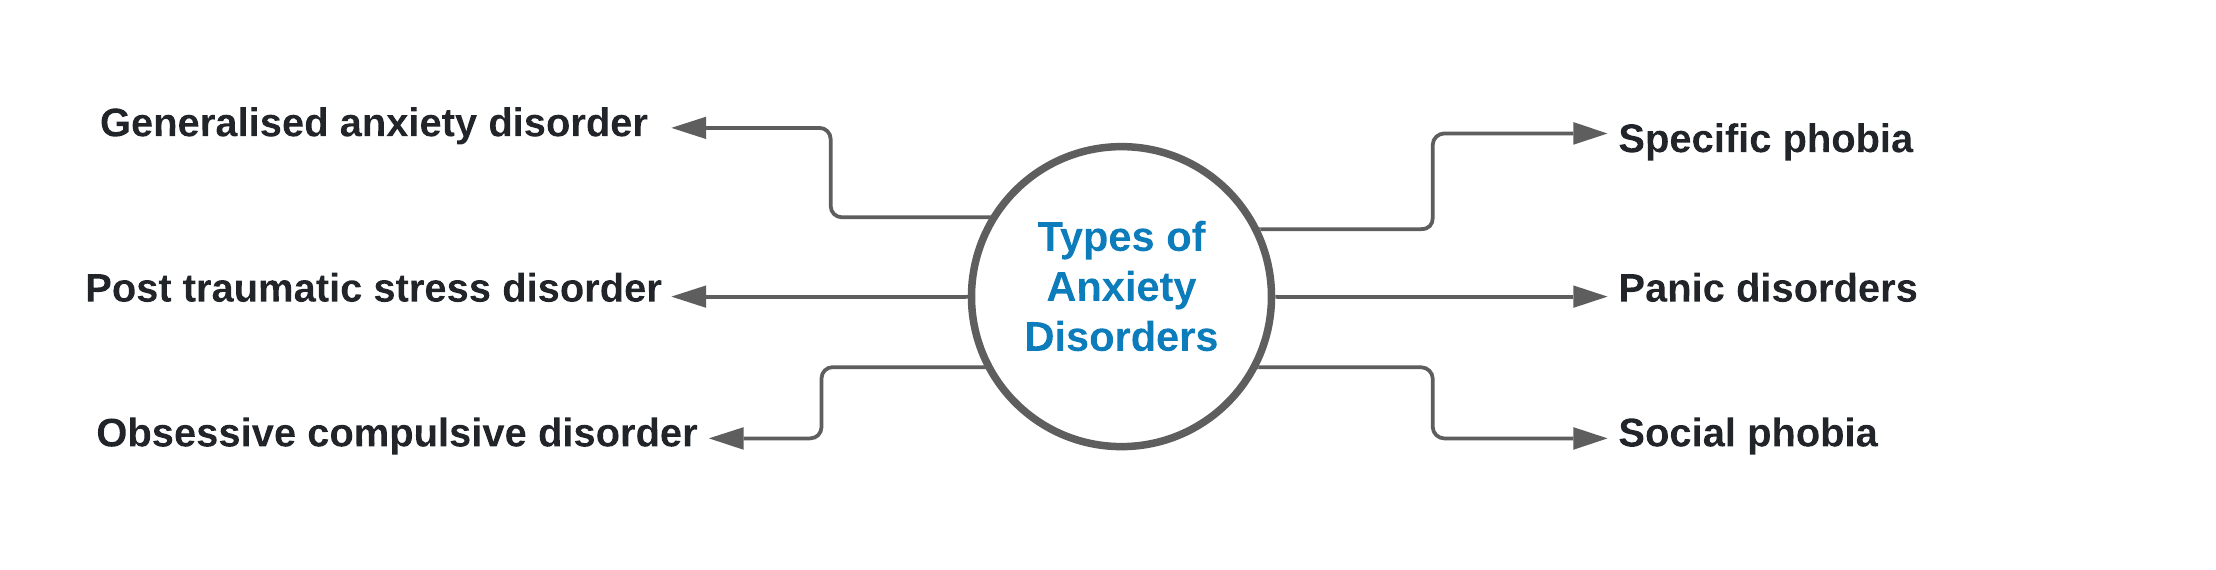 Generalised anxiety disorder
Post traumatic stress disorder
Obsessive compulsive disorder
Types of
Anxiety
Disorders
Specific phobia
Panic disorders
Social phobia